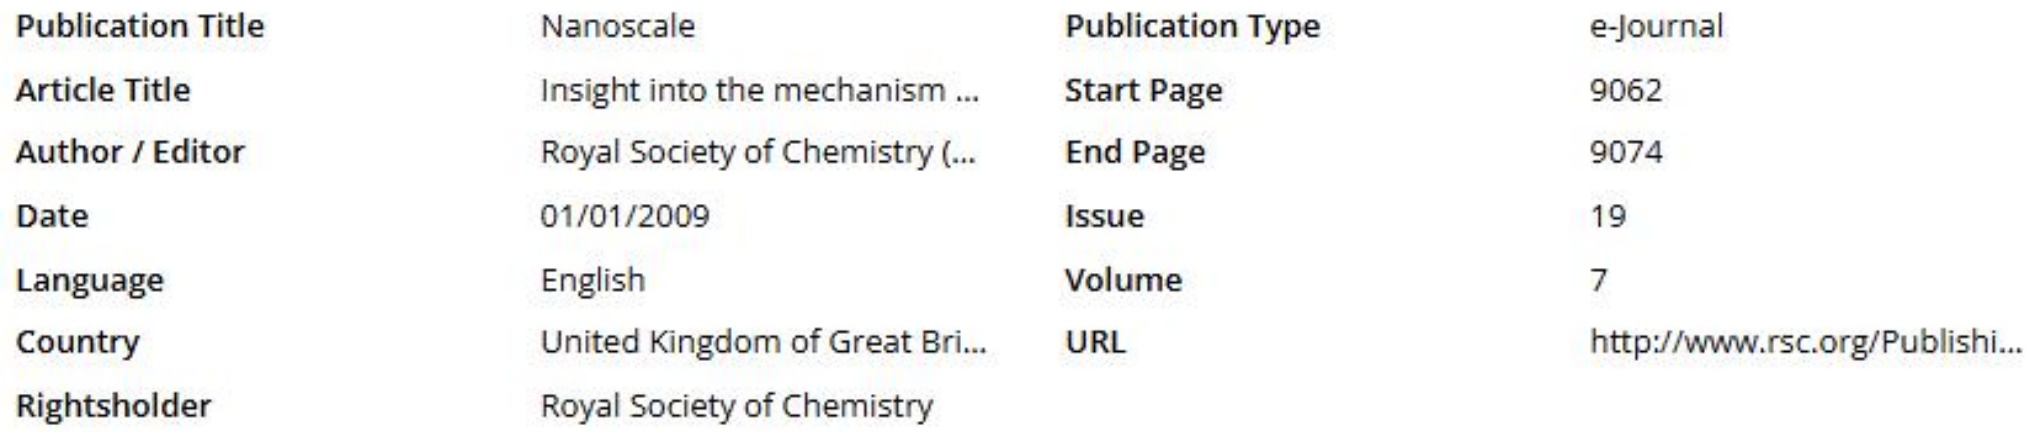 Publication Title Nanoscale Publication Type e-Journal
Article Title Insight into the mechanism ... Start Page 9062
Author / Editor Royal Society of Chemistry (... End Page 9074
Date 01/01/2009 Issue 19
Language English Volume 7
Country United Kingdom of Great Bri... URL http://www.rsc.org/Publishi...
Rightsholder Royal Society of Chemistry